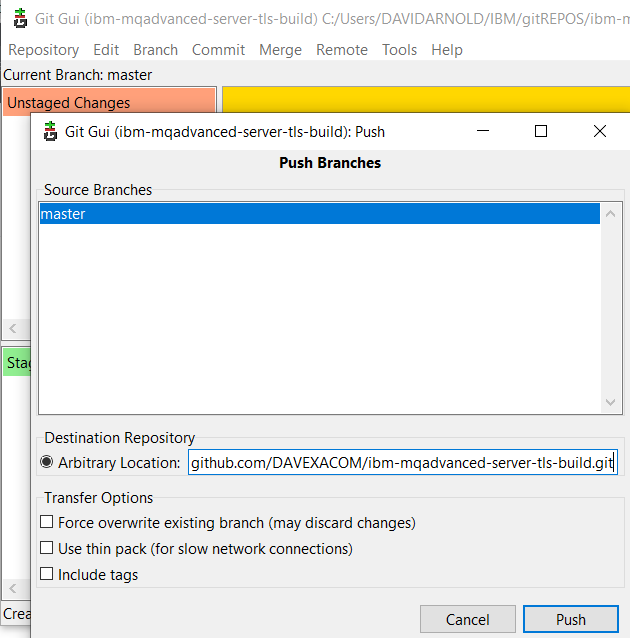 Git Gui (ibm-mqadvanced-server-tls-build) C:/Users/DAVIDARNOLD/IBM/gitREPOS/ibm-m
Repository Edit Branch Commit Merge Remote Tools Help
Current Branch: master
Unstaged Changes
Git Gui (ibm-mqadvanced-server-tls-build): Push
Push Branches
Source Branches
master
Stag
Destination Repository
Arbitrary Location: github.com/DAVEXACOM/ibm-mqadvanced-server-tls-build.git
Transfer Options
Force overwrite existing branch (may discard changes)
Use thin pack (for slow network connections)
Include tags
Crea
Cancel Push